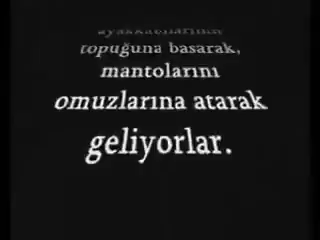 topuğuna basarak,
mantolarını
omuzlarına atarak
geliyorlar.